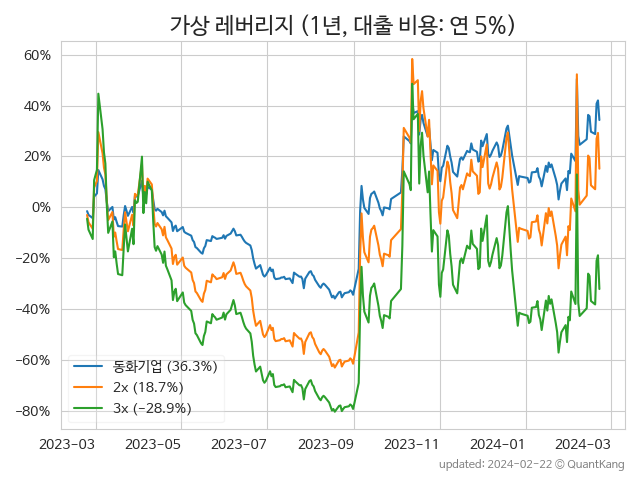 가상 레버리지 (1년, 대출 비용: 연 5%)
60%
40%
20%
0%
−20%
−40%
−60%
−80%
동화기업 (36.3%)
2x (18.7%)
3x (−28.9%)
2023-03 2023-05 2023-07 2023-09 2023-11 2024-01 2024-03
updated: 2024-02-22 © QuantKang